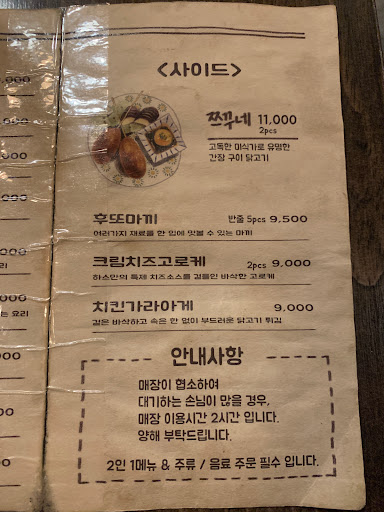 <사이드>
쯔꾸네 11,000
2pcs
고독한 미식가로 유명한
간장 구이 닭고기
후또마끼 반줄 5pcs 9,500
여러가지 재료를 한 입에 맛볼 수 있는 마끼
크림치즈고로케 2pcs 9,000
하스만의 특제 치즈소스를 곁들인 바삭한 고로케
치킨가라아게 9,000
겉은 바삭하고 속은 한 없이 부드러운 닭고기 튀김
안내사항
매장이 협소하여
대기하는 손님이 많을 경우,
매장 이용시간 2시간 입니다.
양해 부탁드립니다.
2인 1메뉴 & 주류 / 음료 주문 필수 입니다.